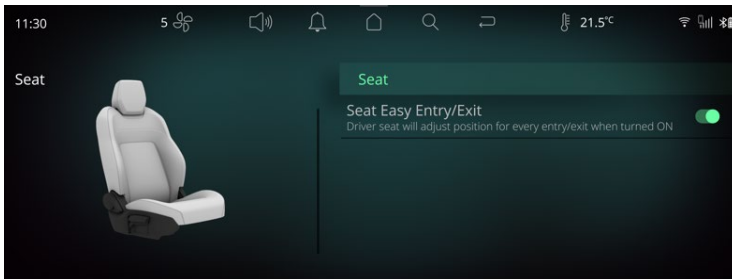 11:30
5
21.5°C
Seat
Seat
Seat Easy Entry/Exit
Driver seat will adjust position for every entry/exit when turned ON